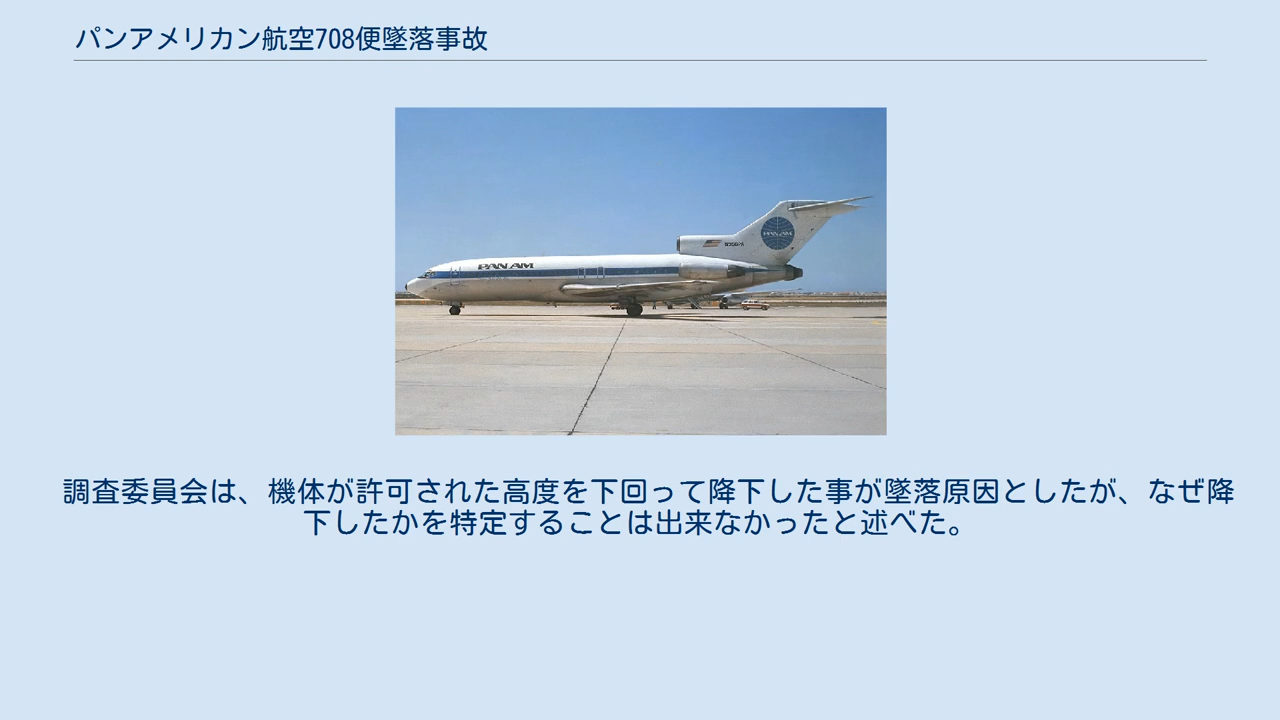 パンアメリカン航空708便墜落事故
PAN AM
PAN AM
調査委員会は、機体が許可された高度を下回って降下した事が墜落原因としたが、なぜ降
下したかを特定することは出来なかったと述べた。